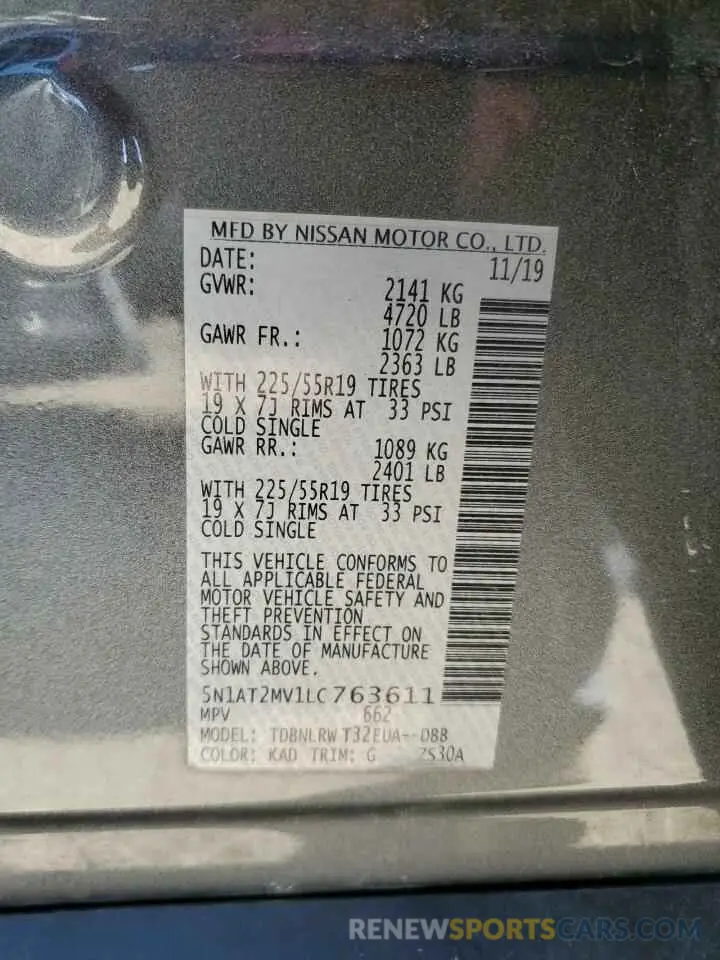 MFD BY NISSAN MOTOR CO., LTD.
DATE: 11/19
GVWR: 2141 KG
4720 LB
GAWR FR.: 1072 KG
2363 LB
WITH 225/55R19 TIRES
19 X 7J RIMS AT 33 PSI
COLD SINGLE
GAWR RR.: 1089 KG
2401 LB
WITH 225/55R19 TIRES
19 X 7J RIMS AT 33 PSI
COLD SINGLE
THIS VEHICLE CONFORMS TO
ALL APPLICABLE FEDERAL
MOTOR VEHICLE SAFETY AND
THEFT PREVENTION
STANDARDS IN EFFECT ON
THE DATE OF MANUFACTURE
SHOWN ABOVE.
5N1AT2MV1LC763611
MPV 662
MODEL: TDBNLRW T32EUA--DBB
COLOR: KAD TRIM: G 2S30A
RENEWSPORTSCARS.COM